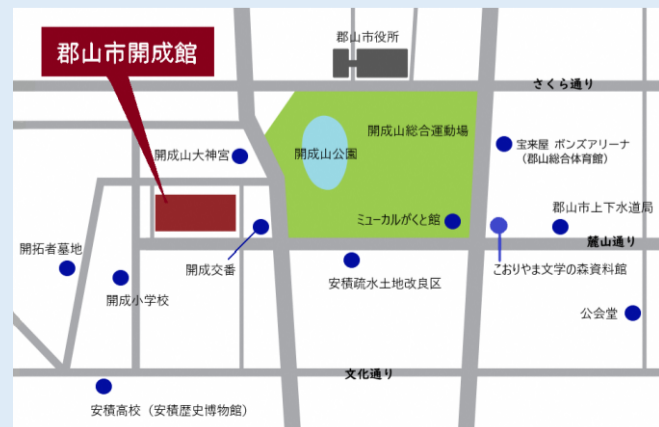 郡山市役所
郡山市開成館
さくら通り
開成山総合運動場
宝来屋 ボンズアリーナ
（郡山総合体育館）
開成山大神宮
開成山公園
郡山市上下水道局
ミューカルがくと館
麓山通り
開拓者墓地
開成交番
こおりやま文学の森資料館
開成小学校
安積疏水土地改良区
公会堂
文化通り
安積高校（安積歴史博物館）